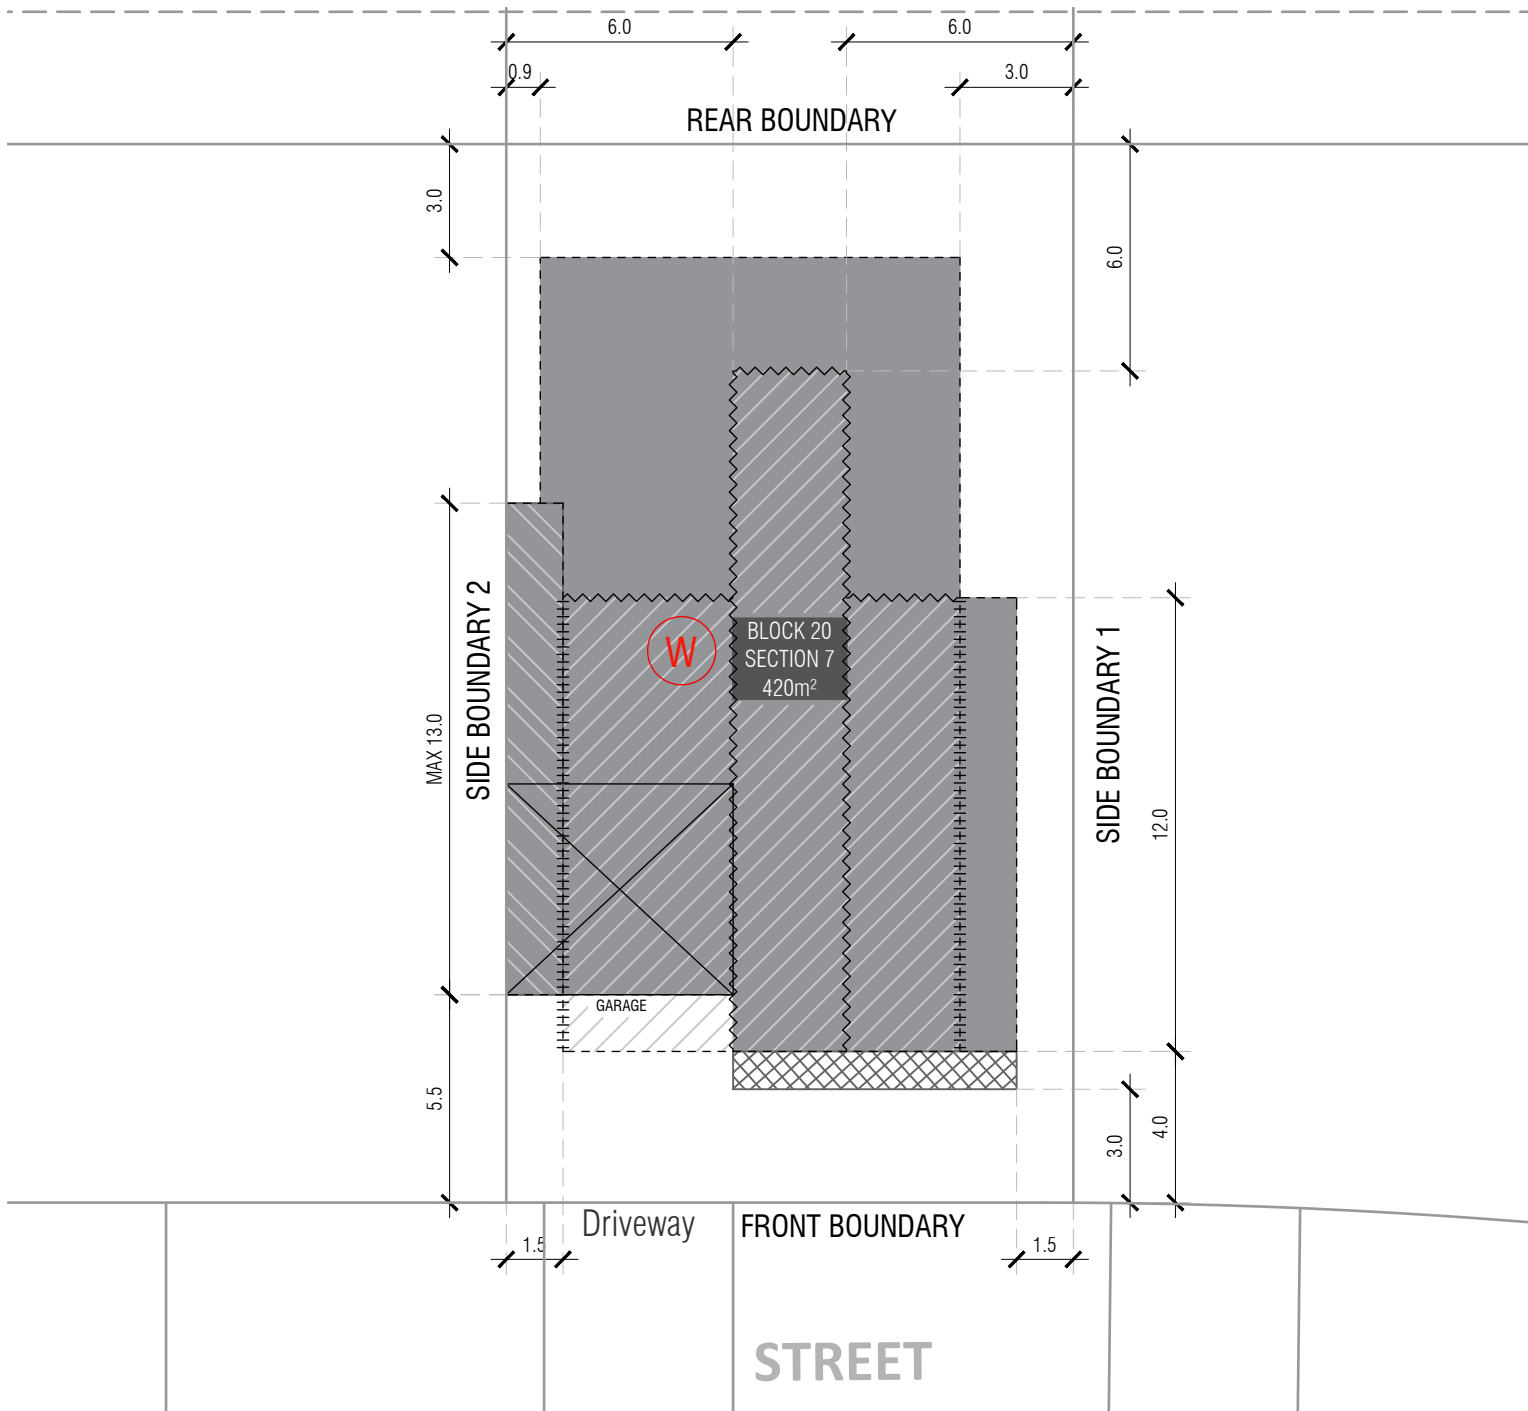 6.0
6.0
0.9
3.0
REAR BOUNDARY
3.0
6.0
SIDE BOUNDARY 2
MAX 13.0
W
BLOCK 20
SECTION 7
420m²
SIDE BOUNDARY 1
12.0
GARAGE
5.5
3.0
4.0
Driveway
FRONT BOUNDARY
1.5
1.5
STREET